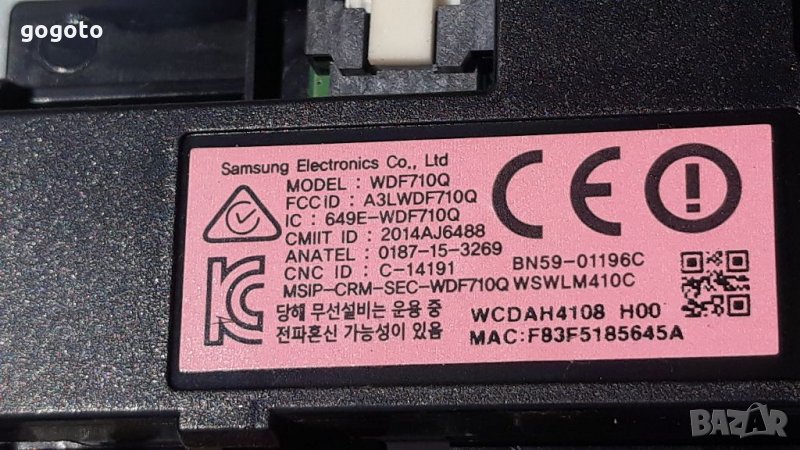 gogoto
Samsung Electronics Co., Ltd
MODEL : WDF710Q
FCC ID : A3LWDF710Q
IC : 649E-WDF710Q
CMIIT ID : 2014AJ6488
ANATEL : 0187-15-3269
CNC ID : C-14191
MSIP-CRM-SEC-WDF710Q
당해 무선설비는 운용 중
전파혼신 가능성이 있음
CE
BN59-01196C
WSWLM410C
WCDAH4108 H00
MAC:F83F5185645A
BAZAR